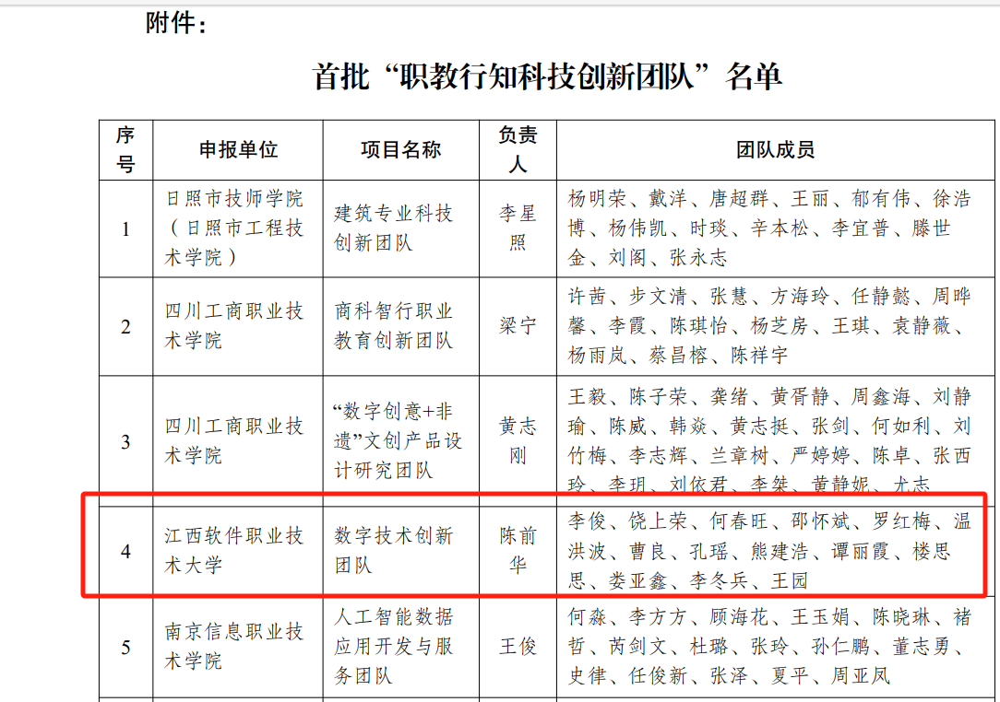 附件：
首批“职教行知科技创新团队”名单
序号 申报单位 项目名称 负责人 团队成员
1
日照市技师学院
（日照市工程技
术学院）
建筑专业科技
创新团队
李星
照
杨明荣、戴洋、唐超群、王丽、郁有伟、徐浩
博、杨伟凯、时琰、辛本松、李宜普、滕世
金、刘阁、张永志
2
四川工商职业技
术学院
商科智行职业
教育创新团队
梁宁
许茜、步文清、张慧、方海玲、任静懿、周晔
馨、李霞、陈琪怡、杨芝房、王琪、袁静薇、
杨雨岚、蔡昌榕、陈祥宇
3
四川工商职业技
术学院
“数字创意+非
遗”文创产品设
计研究团队
黄志
刚
王毅、陈子荣、龚绪、黄胥静、周鑫海、刘静
瑜、陈威、韩焱、黄志挺、张剑、何如利、刘
竹梅、李志辉、兰章树、严婷婷、陈卓、张西
玲、李玥、刘依君、李桀、黄静妮、尤志
4
江西软件职业技
术大学
数字技术创新
团队
陈前
华
李俊、饶上荣、何春旺、邵怀斌、罗红梅、温
洪波、曹良、孔瑶、熊建浩、谭丽霞、楼思
思、娄亚鑫、李冬兵、王园
5
南京信息职业技
术学院
人工智能数据
应用开发与服
务团队
王俊
何淼、李方方、顾海花、王玉娟、陈晓琳、褚
哲、芮剑文、杜璐、张玲、孙仁鹏、董志勇、
史律、任俊新、张泽、夏平、周亚凤